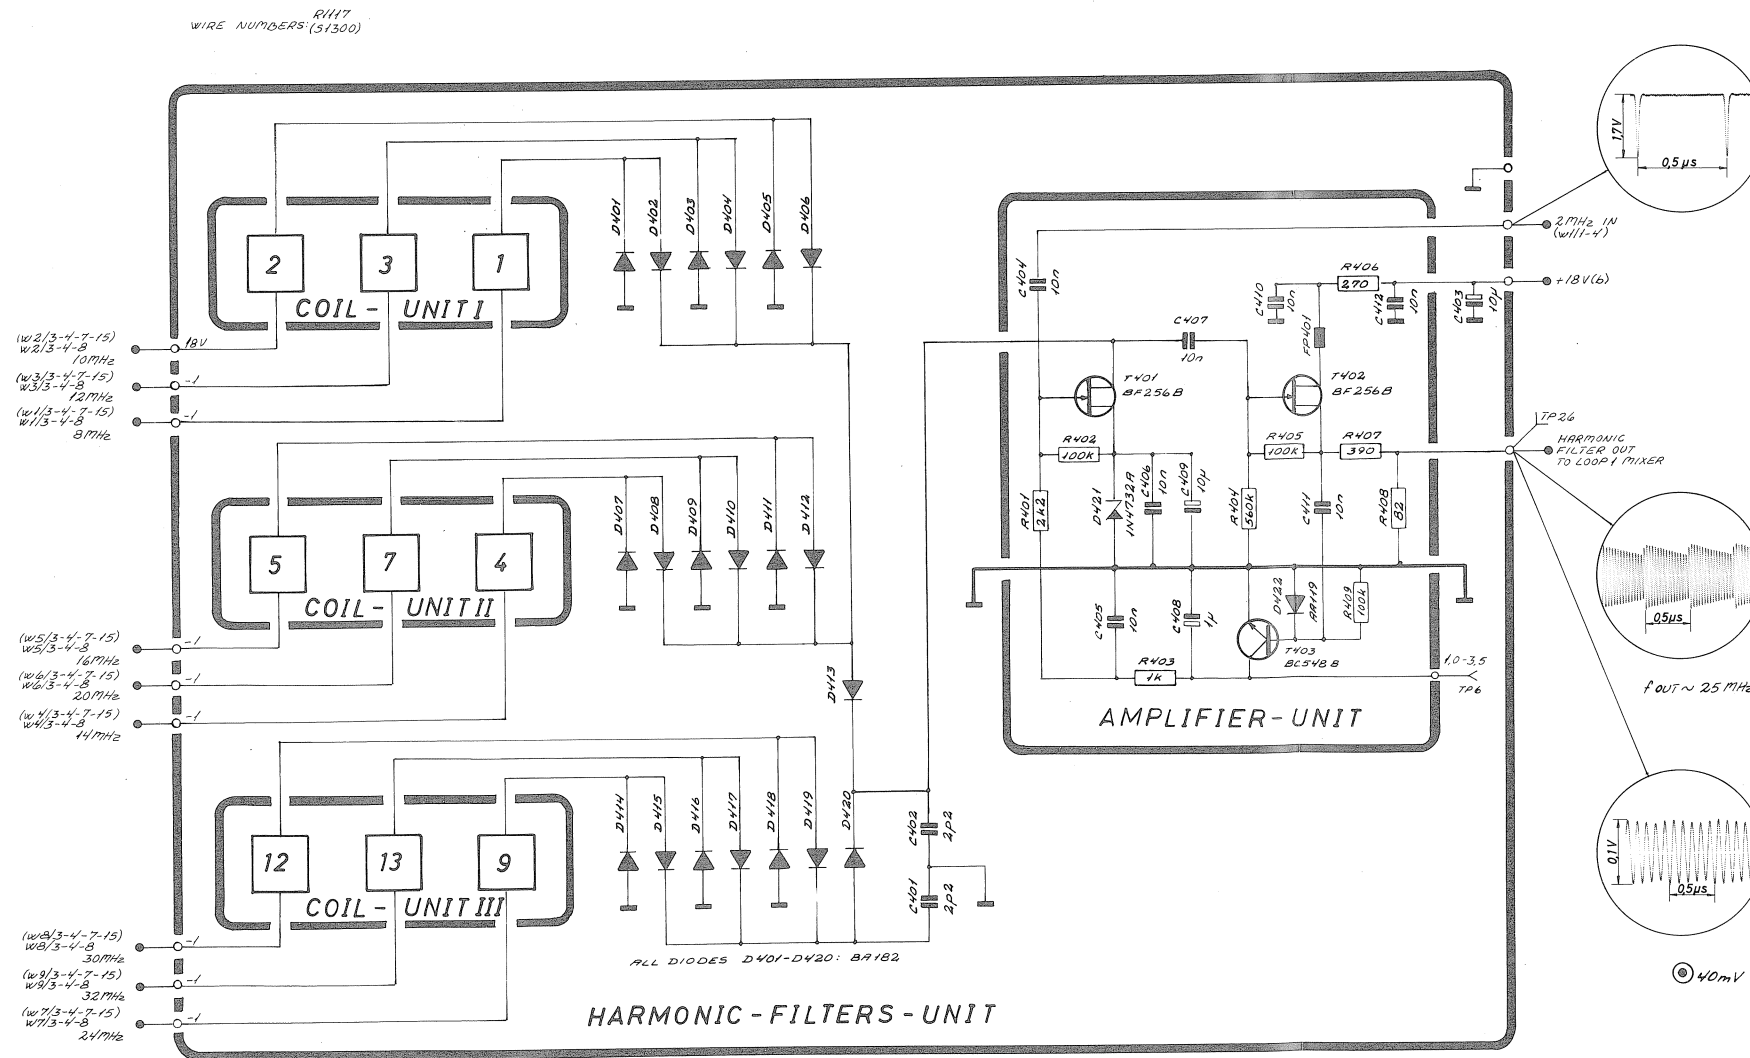 R1117
WIRE NUMBERS: (S1300)
2
3
1
COIL- UNIT I
(w2/3-4-7-15)
w2/3-4-8
10MHz
18V
(w3/3-4-7-15)
w3/3-4-8
12MHz
-1
(w1/3-4-7-15)
w1/3-4-8
8MHz
-1
D401
D402
D403
D404
D405
D406
5
7
4
COIL- UNIT II
(w5/3-4-7-15)
w5/3-4-8
16MHz
-1
(w6/3-4-7-15)
w6/3-4-8
20MHz
-1
(w4/3-4-7-15)
w4/3-4-8
14MHz
-1
D407
D408
D409
D410
D411
D412
D413
12
13
9
COIL- UNIT III
(w8/3-4-7-15)
w8/3-4-8
30MHz
-1
(w9/3-4-7-15)
w9/3-4-8
32MHz
-1
(w7/3-4-7-15)
w7/3-4-8
24MHz
-1
D414
D415
D416
D417
D418
D419
D420
C402
2p2
C401
2p2
ALL DIODES D401-D420: BA182
HARMONIC-FILTERS-UNIT
C404
10n
C407
10n
C410
10n
R406
270
C412
10n
C403
10µ
FP401
T401
BF256B
T402
BF256B
R402
100k
R405
100k
R407
390
R401
2k2
D421
1N4732A
C406
10n
C409
10µ
R404
560k
C411
10n
R408
82
C405
10n
C408
1µ
D422
AA119
R409
100k
T403
BC548B
R403
1k
1,0-3,5
TP6
AMPLIFIER-UNIT
2MHz IN
(w1/1-4)
+18V(b)
TP26
HARMONIC
FILTER OUT
TO LOOP1 MIXER
1,7V
0,5µs
0,5µs
f OUT ~ 25 MHz
0,1V
0,5µs
40mV